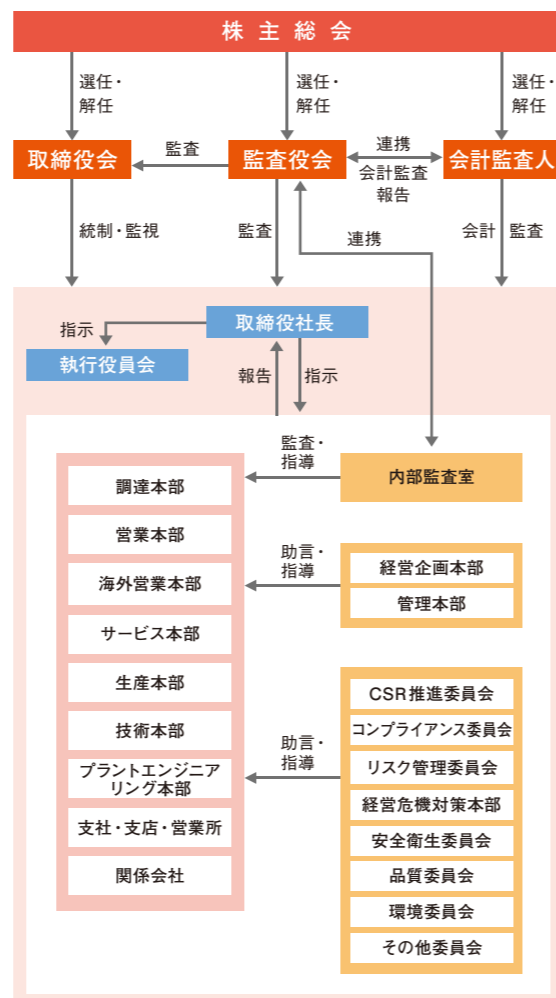 株主総会
選任・
解任
選任・
解任
選任・
解任
取締役会
監査
監査役会
連携
会計監査
報告
会計監査人
統制・監視
監査
連携
会計 監査
取締役社長
指示
執行役員会
報告
指示
監査・
指導
内部監査室
調達本部
営業本部
海外営業本部
サービス本部
生産本部
技術本部
プラントエンジニア
リング本部
支社・支店・営業所
関係会社
助言・
指導
経営企画本部
管理本部
助言・
指導
CSR推進委員会
コンプライアンス委員会
リスク管理委員会
経営危機対策本部
安全衛生委員会
品質委員会
環境委員会
その他委員会